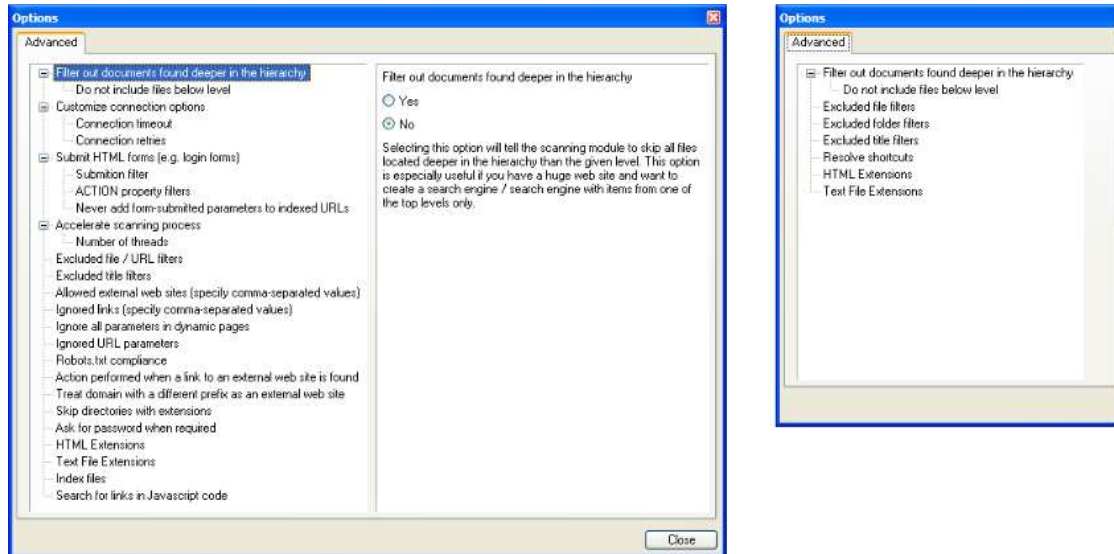 Options
Advanced
Filter out documents found deeper in the hierarchy
Do not include files below level
Customize connection options
Connection timeout
Connection retries
Submit HTML forms (e.g. login forms)
Submition filter
ACTION property filters
Never add form-submitted parameters to indexed URLs
Accelerate scanning process
Number of threads
Excluded file / URL filters
Excluded title filters
Allowed external web sites (specify comma-separated values)
Ignored links (specify comma-separated values)
Ignore all parameters in dynamic pages
Ignored URL parameters
Robots.txt compliance
Action performed when a link to an external web site is found
Treat domain with a different prefix as an external web site
Skip directories with extensions
Ask for password when required
HTML Extensions
Text File Extensions
Index files
Search for links in Javascript code
Filter out documents found deeper in the hierarchy
Yes
No
Selecting this option will tell the scanning module to skip all files
located deeper in the hierarchy than the given level. This option
is especially useful if you have a huge web site and want to
create a search engine / search engine with items from one of
the top levels only.
Close
Options
Advanced
Filter out documents found deeper in the hierarchy
Do not include files below level
Excluded file filters
Excluded folder filters
Excluded title filters
Resolve shortcuts
HTML Extensions
Text File Extensions